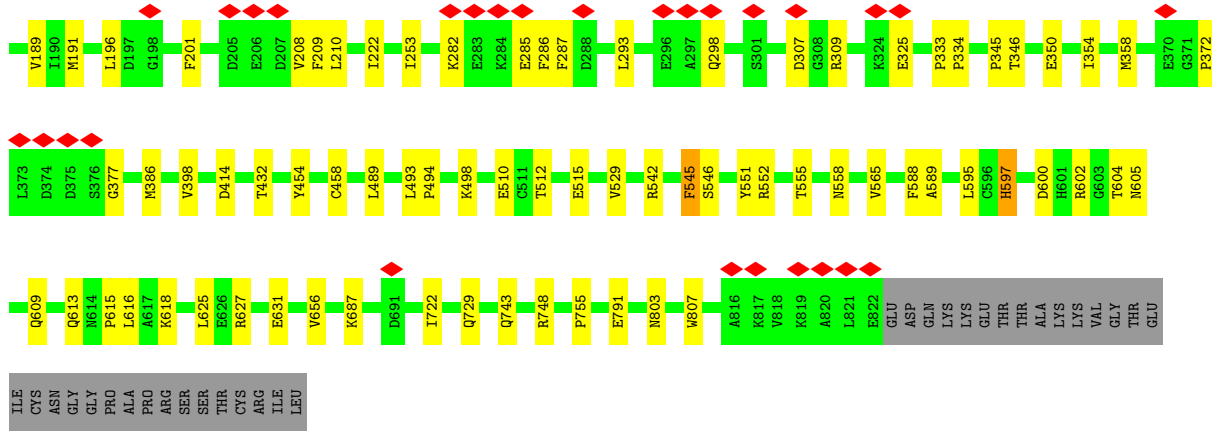 V189 I190 M191 L196 D197 G198 F201 D205 E206 D207 V208 F209 L210 I222 I253 K282 E283 K284 E285 F286 F287 D288 L293 E296 A297 Q298 S301 D307 G308 R309 K324 E325 P333 P334 P345 T346 E350 I354 M358 E370 G371 P372
L373 D374 D375 S376 G377 M386 V398 D414 T432 Y454 C458 L489 L493 P494 K498 E510 C511 T512 E515 V529 R542 F545 S546 Y551 R552 T555 N558 V565 F588 A589 L595 C596 H597 D600 H601 R602 G603 T604 N605
Q609 Q613 N614 P615 L616 A617 K618 L625 E626 R627 E631 V656 K687 D691 I722 Q729 Q743 R748 P755 E791 N803 W807 A816 K817 V818 K819 A820 L821 E822 GLU ASP GLN LYS LYS GLU THR THR ALA LYS LYS VAL GLY THR GLU
ILE CYS ASN GLY GLY PRO ALA PRO ARG SER SER THR CYS ARG ILE LEU